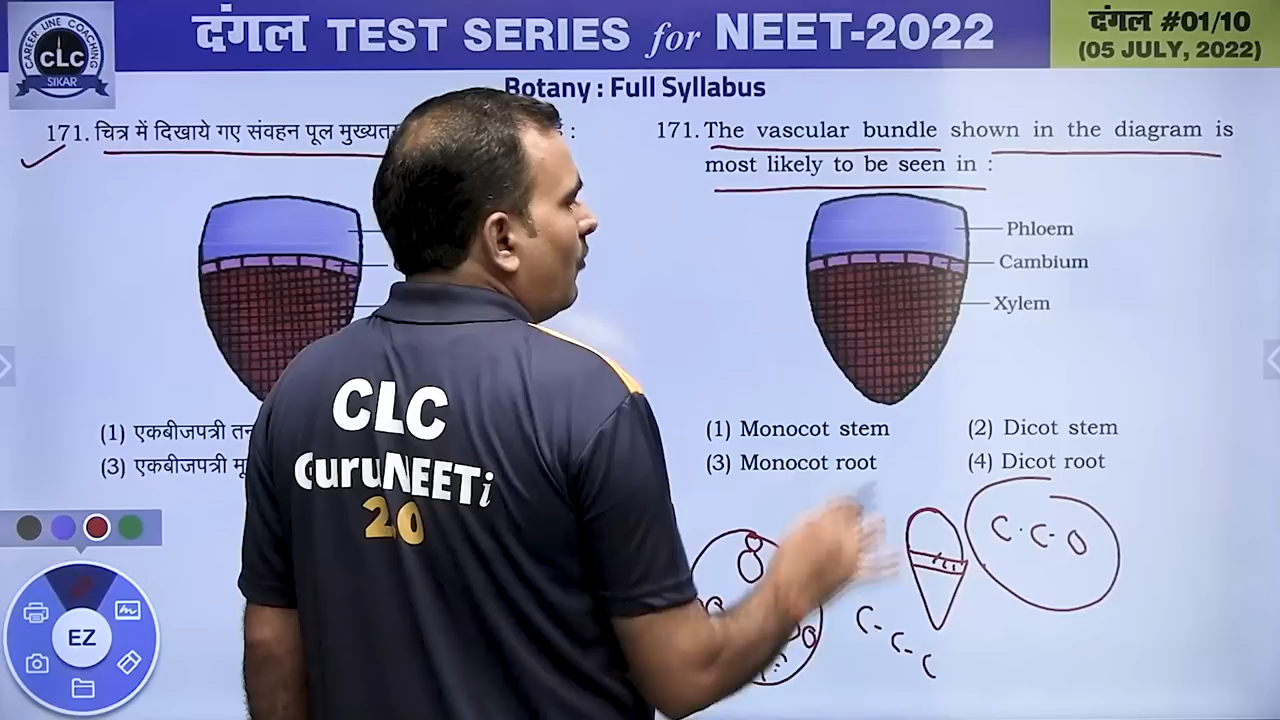 दंगल TEST SERIES for NEET-2022
दंगल #01/10
(05 JULY, 2022)
CAREER LINE COACHING
CLC
SIKAR
Botany : Full Syllabus
171. चित्र में दिखाये गए संवहन पूल :
171. The vascular bundle shown in the diagram is
most likely to be seen in :
Phloem
Cambium
Xylem
(1) एकबीजपत्री
(3) एकबीजपत्री
(1) Monocot stem (2) Dicot stem
(3) Monocot root (4) Dicot root
CLC
GuruNEETi
2.0
C-C-O
C-C-C
EZ